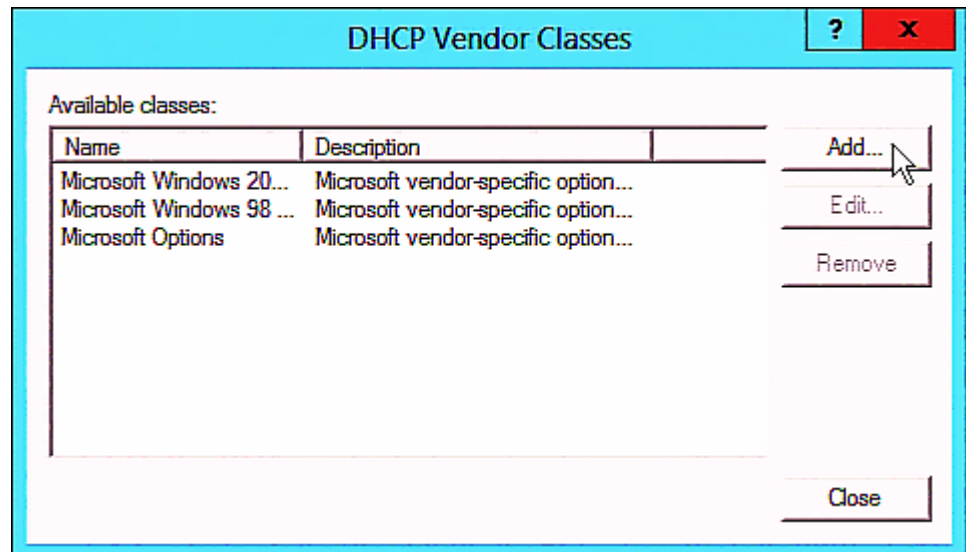 DHCP Vendor Classes
? x
Available classes:
Name Description
Microsoft Windows 20... Microsoft vendor-specific option...
Microsoft Windows 98 ... Microsoft vendor-specific option...
Microsoft Options Microsoft vendor-specific option...
Add...
Edit...
Remove
Close